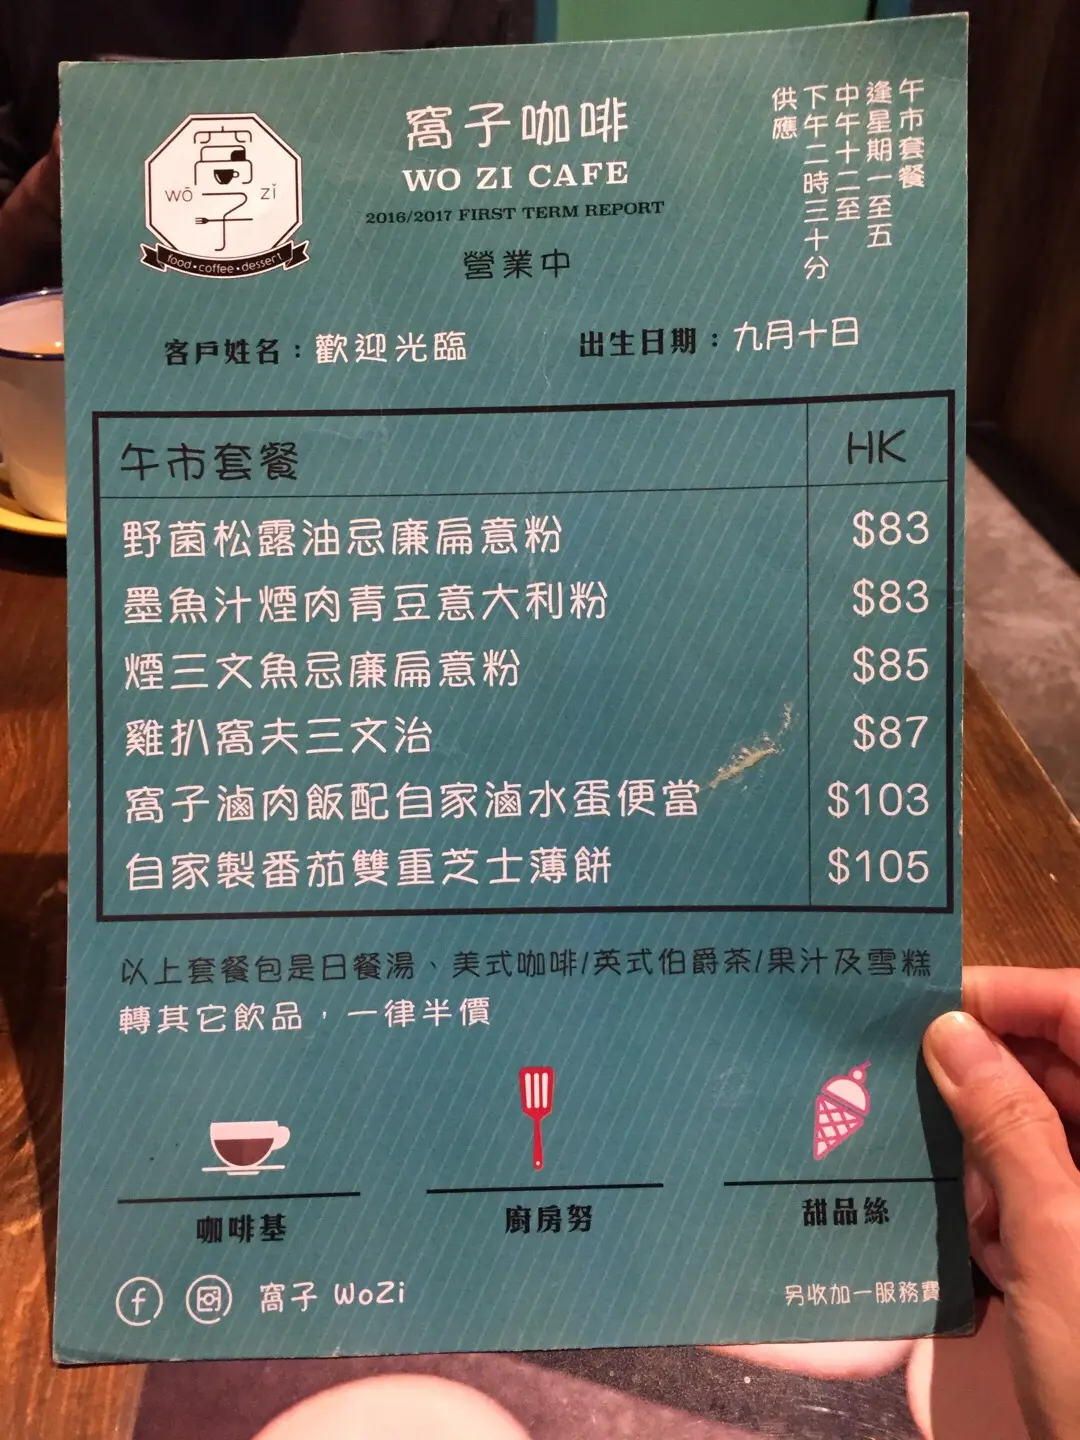 窩子
wō zǐ
food•coffee•dessert
窩子咖啡
WO ZI CAFE
2016/2017 FIRST TERM REPORT
營業中
午市套餐
逢星期一至五
中午十二至
下午二時三十分
供應
客戶姓名：歡迎光臨
出生日期：九月十日
午市套餐 HK
野菌松露油忌廉扁意粉 $83
墨魚汁煙肉青豆意大利粉 $83
煙三文魚忌廉扁意粉 $85
雞扒窩夫三文治 $87
窩子滷肉飯配自家滷水蛋便當 $103
自家製番茄雙重芝士薄餅 $105
以上套餐包是日餐湯、美式咖啡/英式伯爵茶/果汁及雪糕
轉其它飲品，一律半價
咖啡基
廚房努
甜品絲
f 窩子 WoZi
另收加一服務費